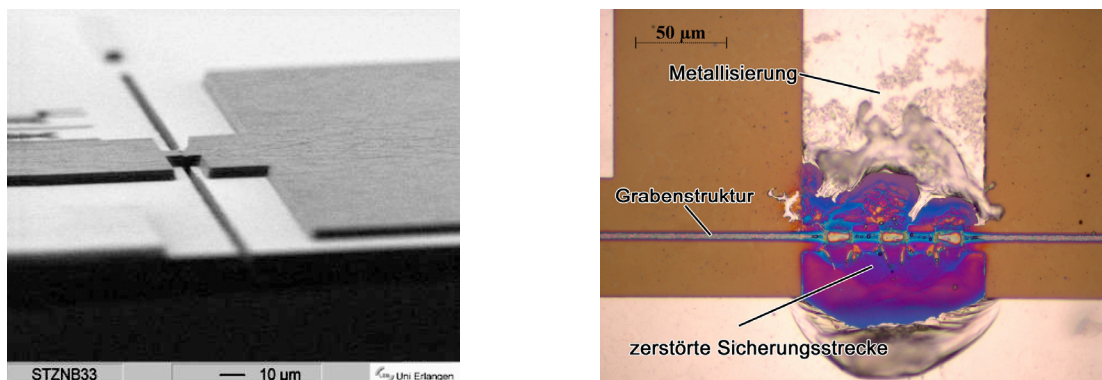 STZNB33
10 µm
Uni Erlangen
50 µm
Metallisierung
Grabenstruktur
zerstörte Sicherungsstrecke